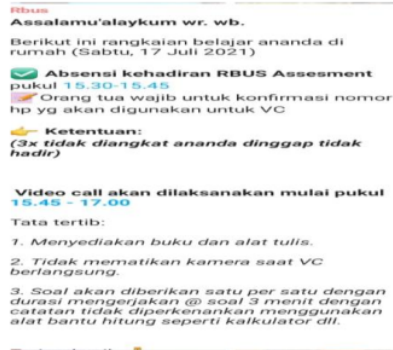 Rbus
Assalamu'alaykum wr. wb.
Berikut ini rangkaian belajar ananda di
rumah (Sabtu, 17 Juli 2021)
Absensi kehadiran RBUS Assesment
pukul 15.30-15.45
Orang tua wajib untuk konfirmasi nomor
hp yg akan digunakan untuk VC
Ketentuan:
(3x tidak diangkat ananda dinggap tidak
hadir)
Video call akan dilaksanakan mulai pukul
15.45 - 17.00
Tata tertib:
1. Menyediakan buku dan alat tulis.
2. Tidak mematikan kamera saat VC
berlangsung.
3. Soal akan diberikan satu per satu dengan
durasi mengerjakan @ soal 3 menit dengan
catatan tidak diperkenankan menggunakan
alat bantu hitung seperti kalkulator dll.